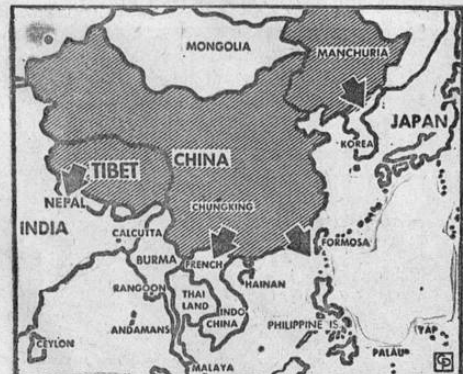 MONGOLIA
MANCHURIA
JAPAN
KOREA
TIBET
CHINA
NEPAL
CHUNGKING
INDIA
CALCUTTA
FORMOSA
BURMA
FRENCH
HAINAN
RANGOON
THAI
LAND
INDO
CHINA
ANDAMANS
PHILIPPINE IS.
YAP
PALAU
CEYLON
MALAYA
CP